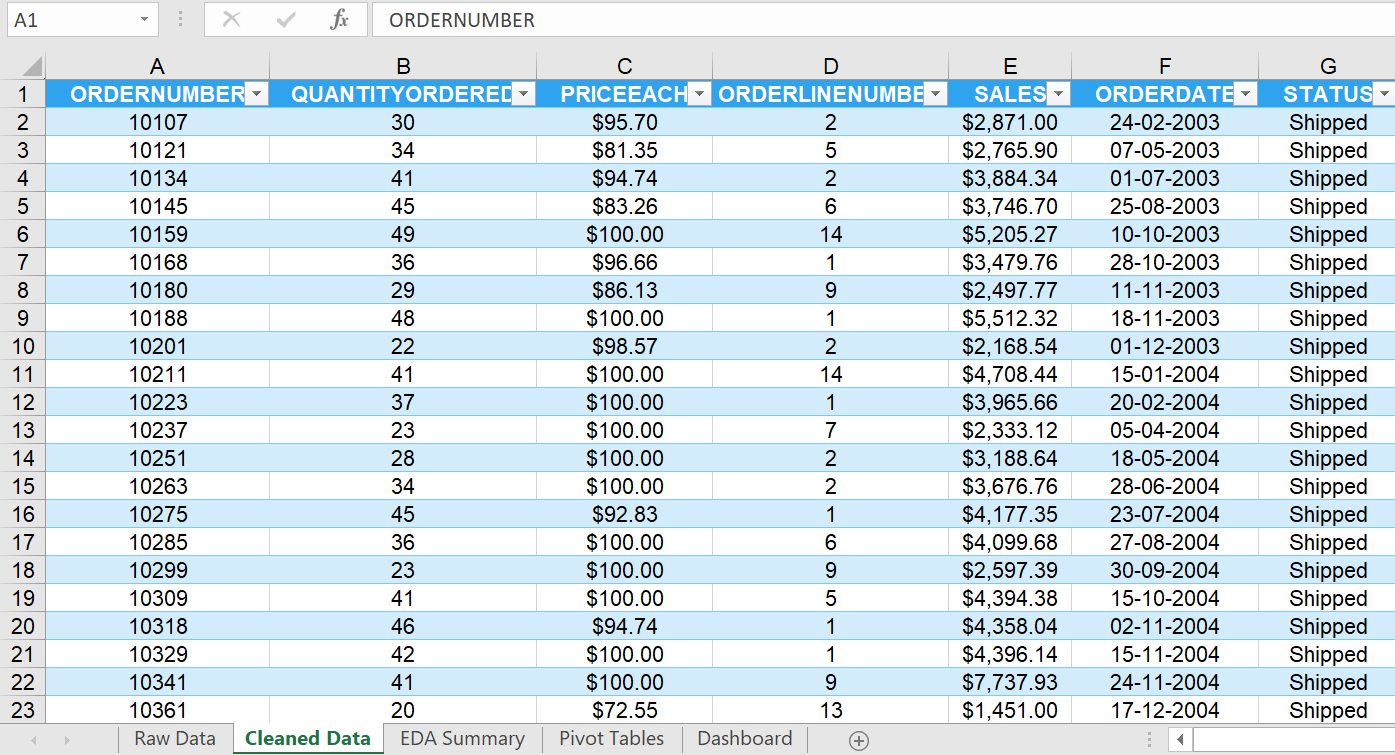 A1 fx ORDERNUMBER
A B C D E F G
1 ORDERNUMBER QUANTITYORDERED PRICEEACH ORDERLINENUMBE SALES ORDERDATE STATUS
2 10107 30 $95.70 2 $2,871.00 24-02-2003 Shipped
3 10121 34 $81.35 5 $2,765.90 07-05-2003 Shipped
4 10134 41 $94.74 2 $3,884.34 01-07-2003 Shipped
5 10145 45 $83.26 6 $3,746.70 25-08-2003 Shipped
6 10159 49 $100.00 14 $5,205.27 10-10-2003 Shipped
7 10168 36 $96.66 1 $3,479.76 28-10-2003 Shipped
8 10180 29 $86.13 9 $2,497.77 11-11-2003 Shipped
9 10188 48 $100.00 1 $5,512.32 18-11-2003 Shipped
10 10201 22 $98.57 2 $2,168.54 01-12-2003 Shipped
11 10211 41 $100.00 14 $4,708.44 15-01-2004 Shipped
12 10223 37 $100.00 1 $3,965.66 20-02-2004 Shipped
13 10237 23 $100.00 7 $2,333.12 05-04-2004 Shipped
14 10251 28 $100.00 2 $3,188.64 18-05-2004 Shipped
15 10263 34 $100.00 2 $3,676.76 28-06-2004 Shipped
16 10275 45 $92.83 1 $4,177.35 23-07-2004 Shipped
17 10285 36 $100.00 6 $4,099.68 27-08-2004 Shipped
18 10299 23 $100.00 9 $2,597.39 30-09-2004 Shipped
19 10309 41 $100.00 5 $4,394.38 15-10-2004 Shipped
20 10318 46 $94.74 1 $4,358.04 02-11-2004 Shipped
21 10329 42 $100.00 1 $4,396.14 15-11-2004 Shipped
22 10341 41 $100.00 9 $7,737.93 24-11-2004 Shipped
23 10361 20 $72.55 13 $1,451.00 17-12-2004 Shipped
Raw Data Cleaned Data EDA Summary Pivot Tables Dashboard